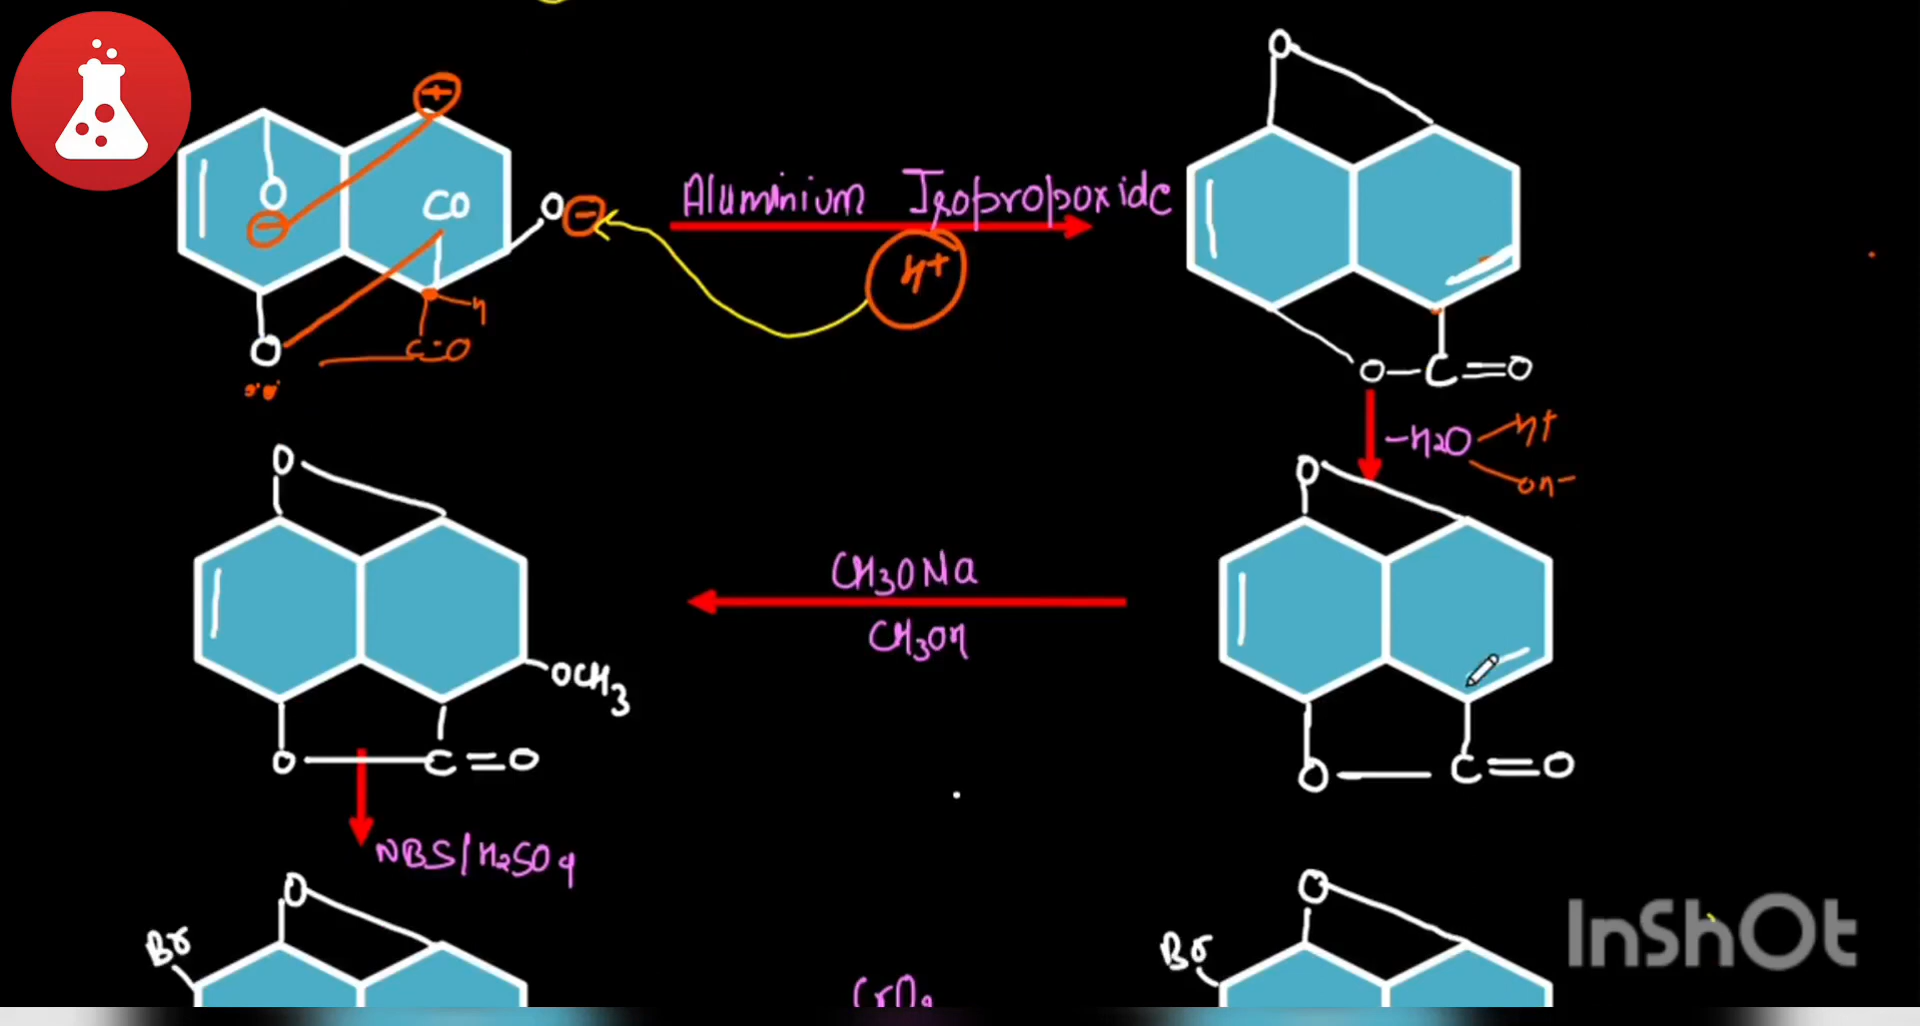 O
+
O
CO
O
-
-
Aluminium Isopropoxide
H+
H
C=O
O
O-C=O
-H2O
H+
OH-
O
O
CH3ONa
CH3OH
OCH3
O C=O
O C=O
NBS/H2SO4
O
O
Br
Br
InShOt